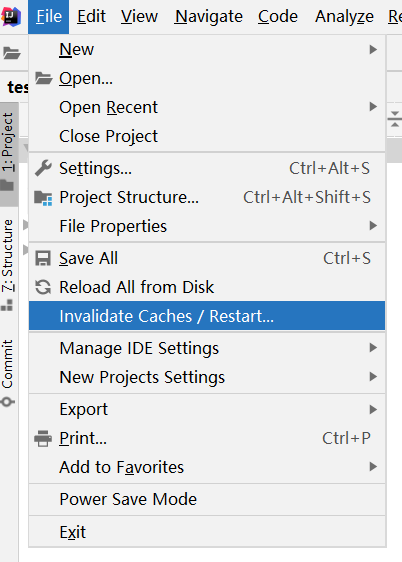 File Edit View Navigate Code Analyze Re
New
Open...
Open Recent
Close Project
Settings... Ctrl+Alt+S
Project Structure... Ctrl+Alt+Shift+S
File Properties
Save All Ctrl+S
Reload All from Disk
Invalidate Caches / Restart...
Manage IDE Settings
New Projects Settings
Export
Print... Ctrl+P
Add to Favorites
Power Save Mode
Exit
tes
1: Project
7: Structure
Commit